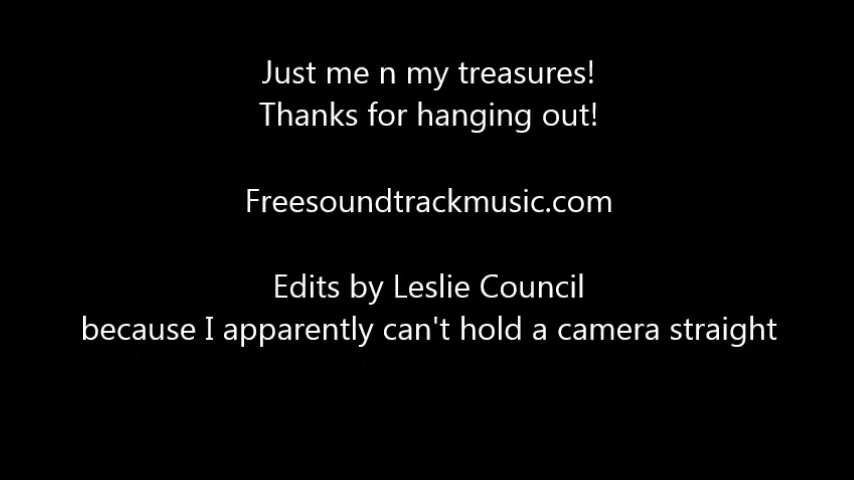 Just me n my treasures!
Thanks for hanging out!
Freesoundtrackmusic.com
Edits by Leslie Council
because I apparently can't hold a camera straight